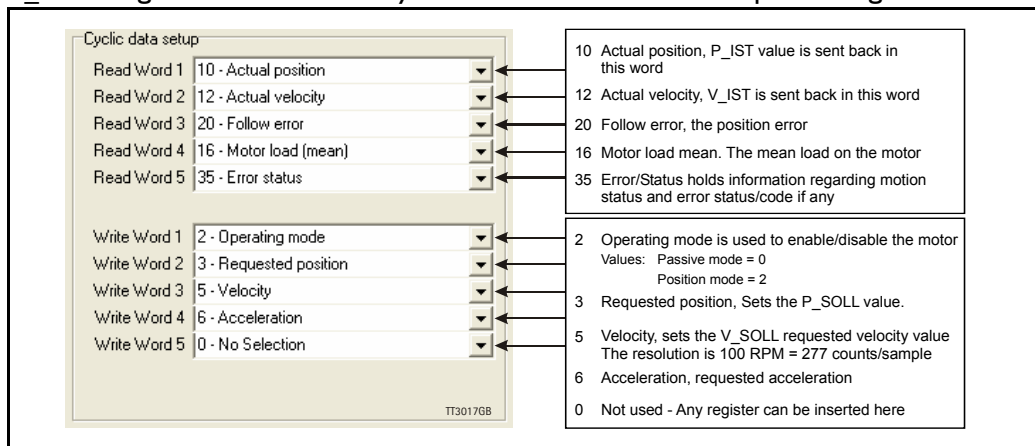 Cyclic data setup
Read Word 1 10 - Actual position
Read Word 2 12 - Actual velocity
Read Word 3 20 - Follow error
Read Word 4 16 - Motor load (mean)
Read Word 5 35 - Error status
Write Word 1 2 - Operating mode
Write Word 2 3 - Requested position
Write Word 3 5 - Velocity
Write Word 4 6 - Acceleration
Write Word 5 0 - No Selection
TT3017GB
10 Actual position, P_IST value is sent back in
this word
12 Actual velocity, V_IST is sent back in this word
20 Follow error, the position error
16 Motor load mean. The mean load on the motor
35 Error/Status holds information regarding motion
status and error status/code if any
2 Operating mode is used to enable/disable the motor
Values: Passive mode = 0
Position mode = 2
3 Requested position, Sets the P_SOLL value.
5 Velocity, sets the V_SOLL requested velocity value
The resolution is 100 RPM = 277 counts/sample
6 Acceleration, requested acceleration
0 Not used - Any register can be inserted here